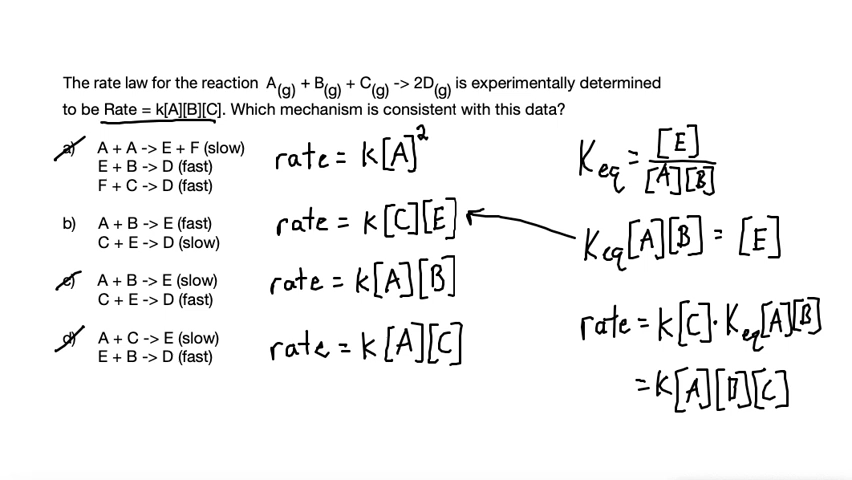 The rate law for the reaction A(g) + B(g) + C(g) -> 2D(g) is experimentally determined
to be Rate = k[A][B][C]. Which mechanism is consistent with this data?
a) A + A -> E + F (slow)
E + B -> D (fast)
F + C -> D (fast)
rate = k[A]²
b) A + B -> E (fast)
C + E -> D (slow)
rate = k[C][E]
c) A + B -> E (slow)
C + E -> D (fast)
rate = k[A][B]
d) A + C -> E (slow)
E + B -> D (fast)
rate = k[A][C]
Keq = [E]
[A][B]
Keq[A][B] = [E]
rate = k[C]·Keq[A][B]
= k[A][B][C]